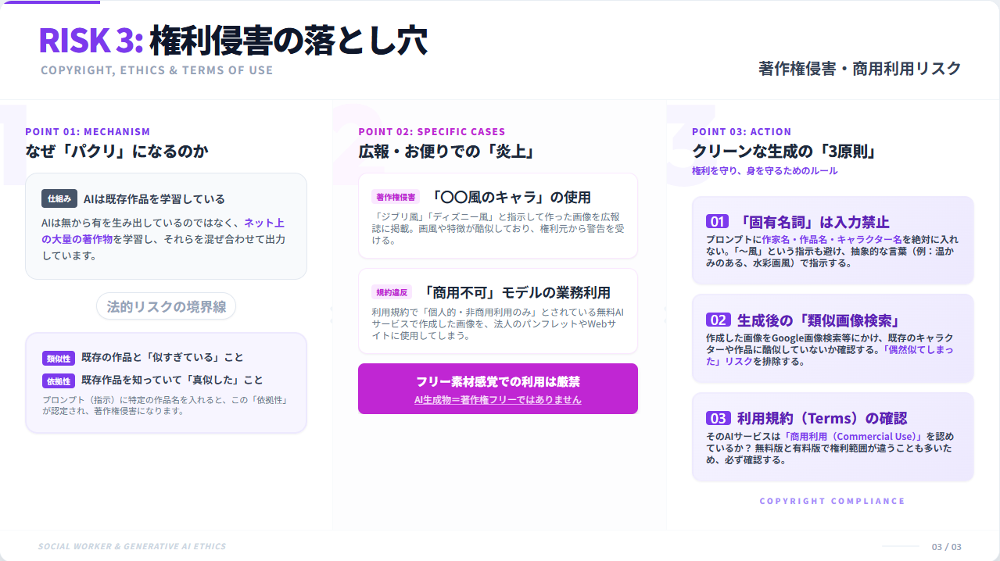 RISK 3: 権利侵害の落とし穴
COPYRIGHT, ETHICS & TERMS OF USE
著作権侵害・商用利用リスク
1
POINT 01: MECHANISM
なぜ「パクリ」になるのか
仕組み AIは既存作品を学習している
AIは無から有を生み出しているのではなく、ネット上
の大量の著作物を学習し、それらを混ぜ合わせて出力
しています。
法的リスクの境界線
類似性 既存の作品と「似すぎている」こと
依拠性 既存作品を知っていて「真似した」こと
プロンプト（指示）に特定の作品名を入れると、この「依拠性」
が認定され、著作権侵害になります。
2
POINT 02: SPECIFIC CASES
広報・お便りでの「炎上」
著作権侵害 「〇〇風のキャラ」の使用
「ジブリ風」「ディズニー風」と指示して作った画像を広報
誌に掲載。画風や特徴が酷似しており、権利元から警告を受
ける。
規約違反 「商用不可」モデルの業務利用
利用規約で「個人的・非商用利用のみ」とされている無料AI
サービスで作成した画像を、法人のパンフレットやWebサ
イトに使用してしまう。
フリー素材感覚での利用は厳禁
AI生成物＝著作権フリーではありません
3
POINT 03: ACTION
クリーンな生成の「3原則」
権利を守り、身を守るためのルール
01 「固有名詞」は入力禁止
プロンプトに作家名・作品名・キャラクター名を絶対に入れ
ない。「〜風」という指示も避け、抽象的な言葉（例：温か
みのある、水彩画風）で指示する。
02 生成後の「類似画像検索」
作成した画像をGoogle画像検索等にかけ、既存のキャラク
ターや作品に酷似していないか確認する。「偶然似てしまっ
た」リスクを排除する。
03 利用規約（Terms）の確認
そのAIサービスは「商用利用（Commercial Use）」を認め
ているか？ 無料版と有料版で権利範囲が違うことも多いた
め、必ず確認する。
COPYRIGHT COMPLIANCE
SOCIAL WORKER & GENERATIVE AI ETHICS
03 / 03